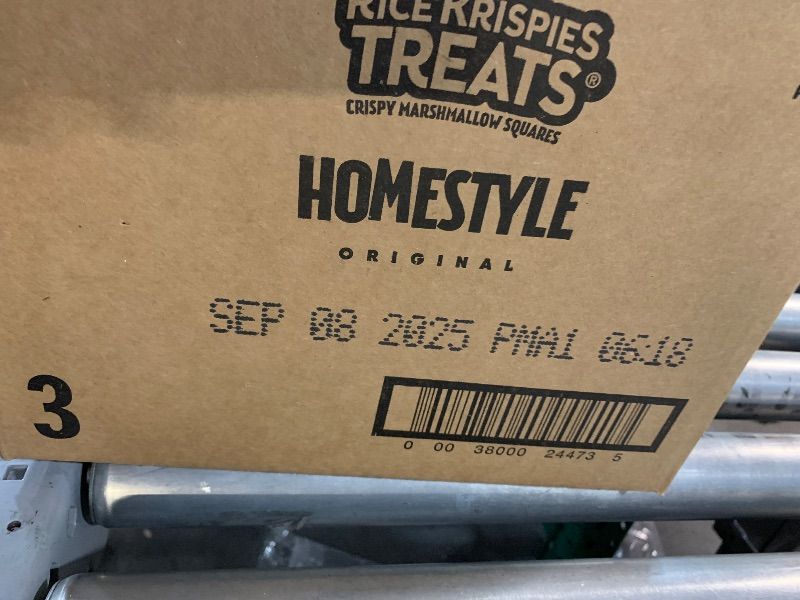 RICE KRISPIES
TREATS®
CRISPY MARSHMALLOW SQUARES
HOMESTYLE
ORIGINAL
SEP 08 2025 PMA1 06:18
3
0 00 38000 24473 5